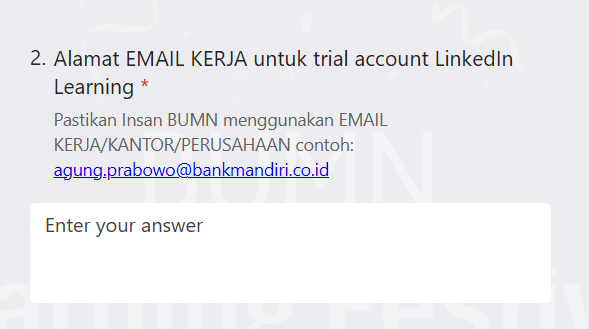 2. Alamat EMAIL KERJA untuk trial account LinkedIn
Learning *
Pastikan Insan BUMN menggunakan EMAIL
KERJA/KANTOR/PERUSAHAAN contoh:
agung.prabowo@bankmandiri.co.id
BUMN
Enter your answer